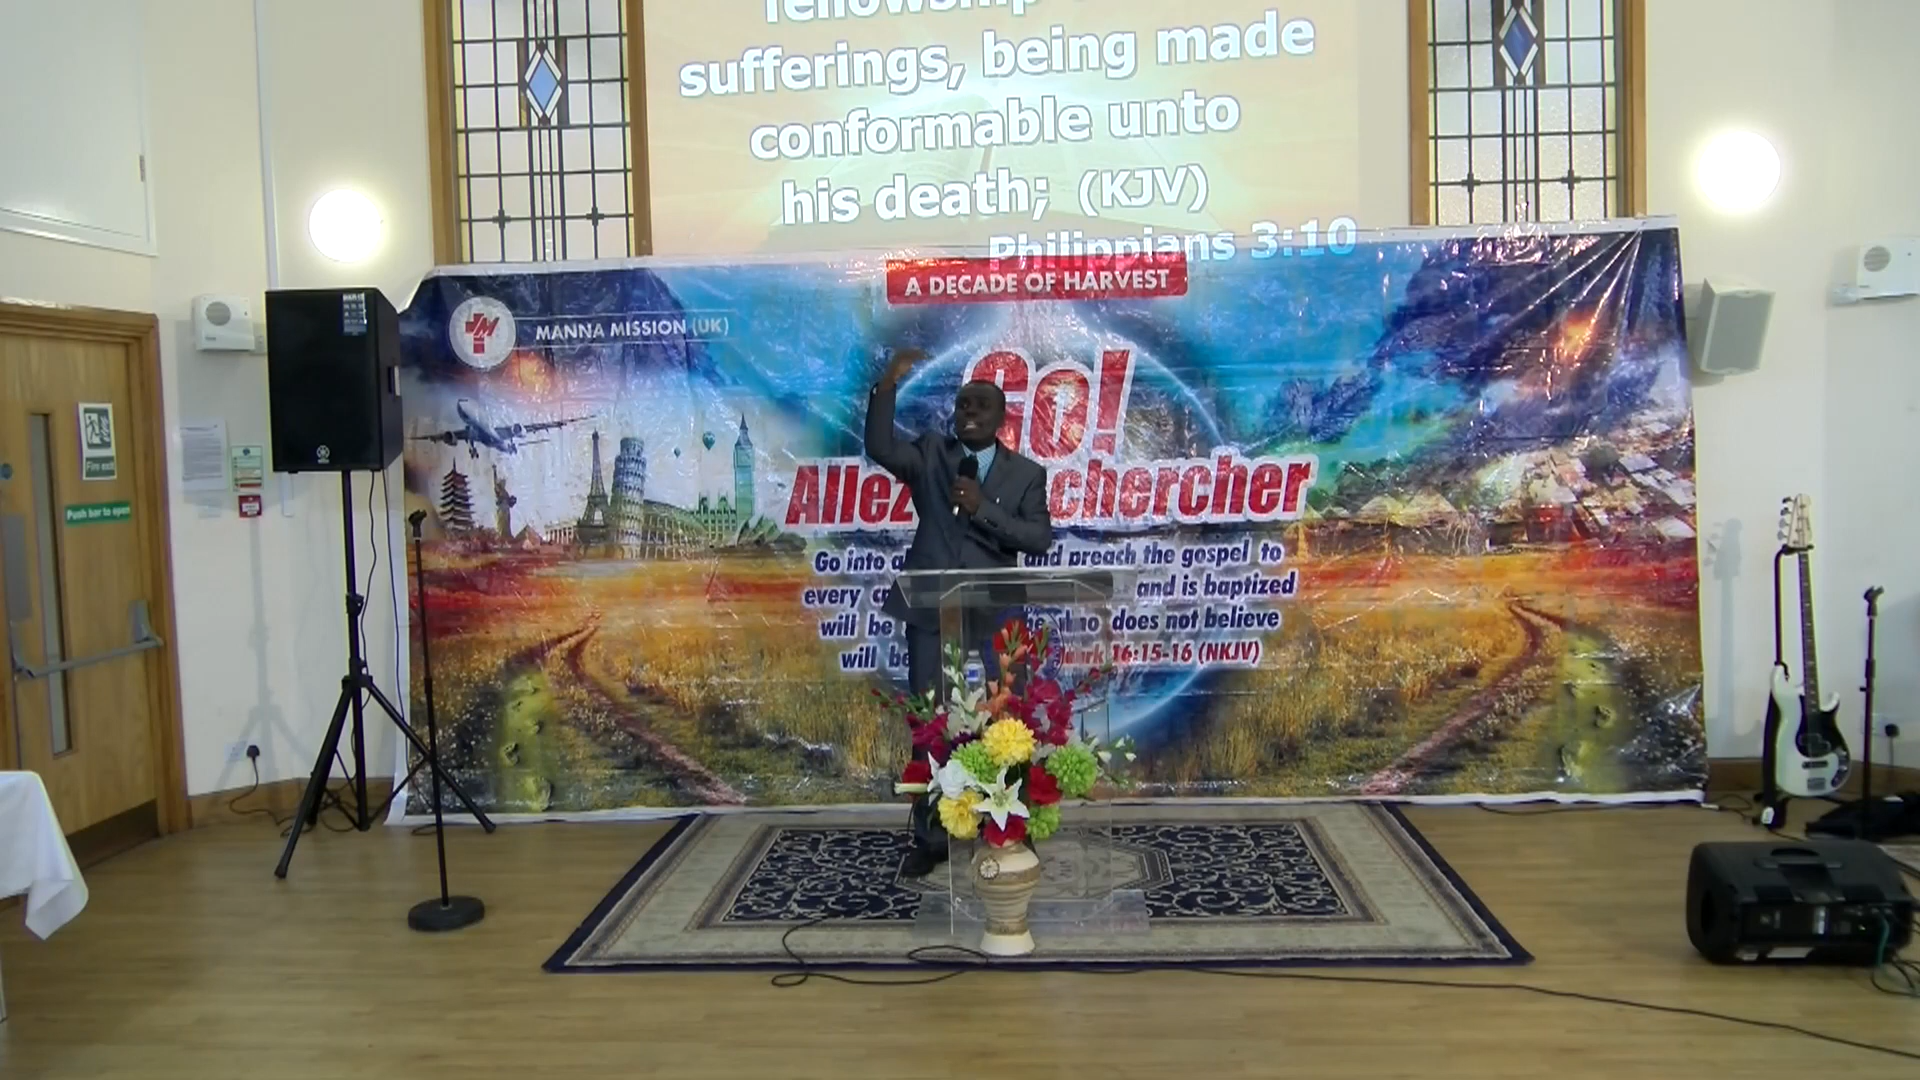 fellowship
sufferings, being made
conformable unto
his death; (KJV)
Philippians 3:10
A DECADE OF HARVEST
MANNA MISSION (UK)
Go!
Allez chercher
Go into and preach the gospel to
every and is baptized
will be does not believe
will be 16:15-16 (NKJV)
Fire exit
Push bar to open